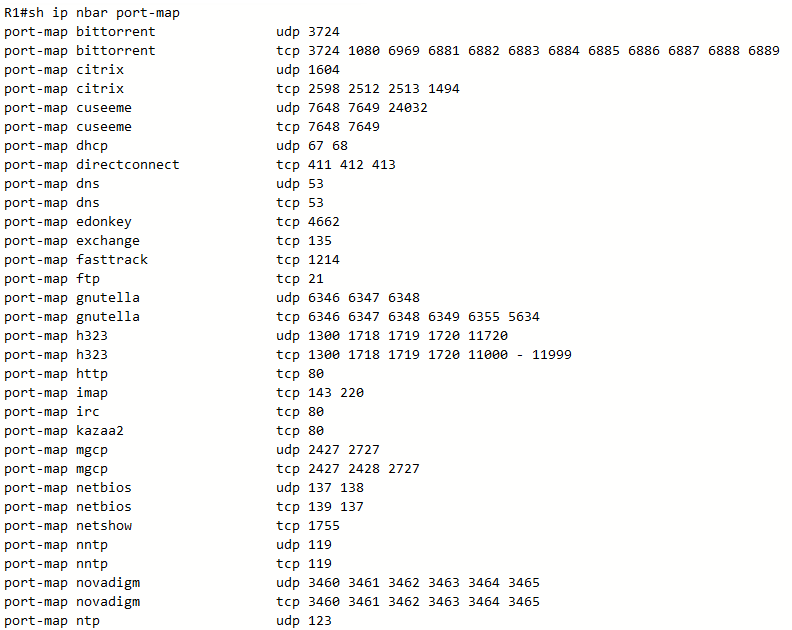 R1#sh ip nbar port-map
port-map bittorrent               udp 3724
port-map bittorrent               tcp 3724 1080 6969 6881 6882 6883 6884 6885 6886 6887 6888 6889
port-map citrix                   udp 1604
port-map citrix                   tcp 2598 2512 2513 1494
port-map cuseeme                  udp 7648 7649 24032
port-map cuseeme                  tcp 7648 7649
port-map dhcp                     udp 67 68
port-map directconnect            tcp 411 412 413
port-map dns                      udp 53
port-map dns                      tcp 53
port-map edonkey                  tcp 4662
port-map exchange                 tcp 135
port-map fasttrack                tcp 1214
port-map ftp                      tcp 21
port-map gnutella                 udp 6346 6347 6348
port-map gnutella                 tcp 6346 6347 6348 6349 6355 5634
port-map h323                     udp 1300 1718 1719 1720 11720
port-map h323                     tcp 1300 1718 1719 1720 11000 - 11999
port-map http                     tcp 80
port-map imap                     tcp 143 220
port-map irc                      tcp 80
port-map kazaa2                   tcp 80
port-map mgcp                     udp 2427 2727
port-map mgcp                     tcp 2427 2428 2727
port-map netbios                  udp 137 138
port-map netbios                  tcp 139 137
port-map netshow                  tcp 1755
port-map nntp                     udp 119
port-map nntp                     tcp 119
port-map novadigm                 udp 3460 3461 3462 3463 3464 3465
port-map novadigm                 tcp 3460 3461 3462 3463 3464 3465
port-map ntp                      udp 123